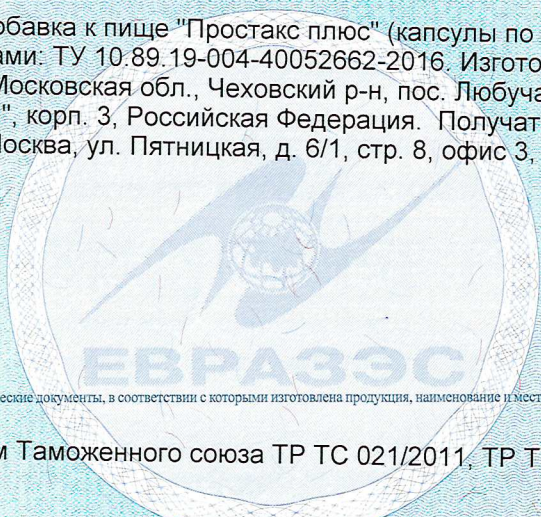 обавка к пище "Простакс плюс" (капсулы по
ами: ТУ 10.89.19-004-40052662-2016. Изгото
Московская обл., Чеховский р-н, пос. Любуча
", корп. 3, Российская Федерация. Получат
Москва, ул. Пятницкая, д. 6/1, стр. 8, офис 3,
ЕВРАЗЭС
еские документы, в соответствии с которыми изготовлена продукция, наименование и мест
м Таможенного союза ТР ТС 021/2011, ТР Т